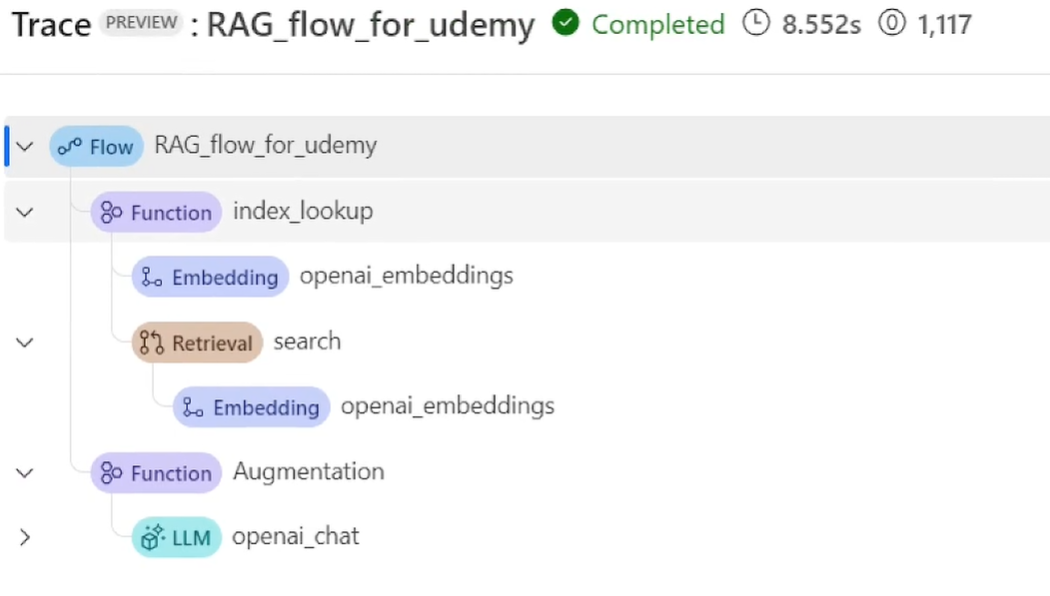 Trace PREVIEW : RAG_flow_for_udemy Completed 8.552s 1,117
Flow RAG_flow_for_udemy
Function index_lookup
Embedding openai_embeddings
Retrieval search
Embedding openai_embeddings
Function Augmentation
LLM openai_chat